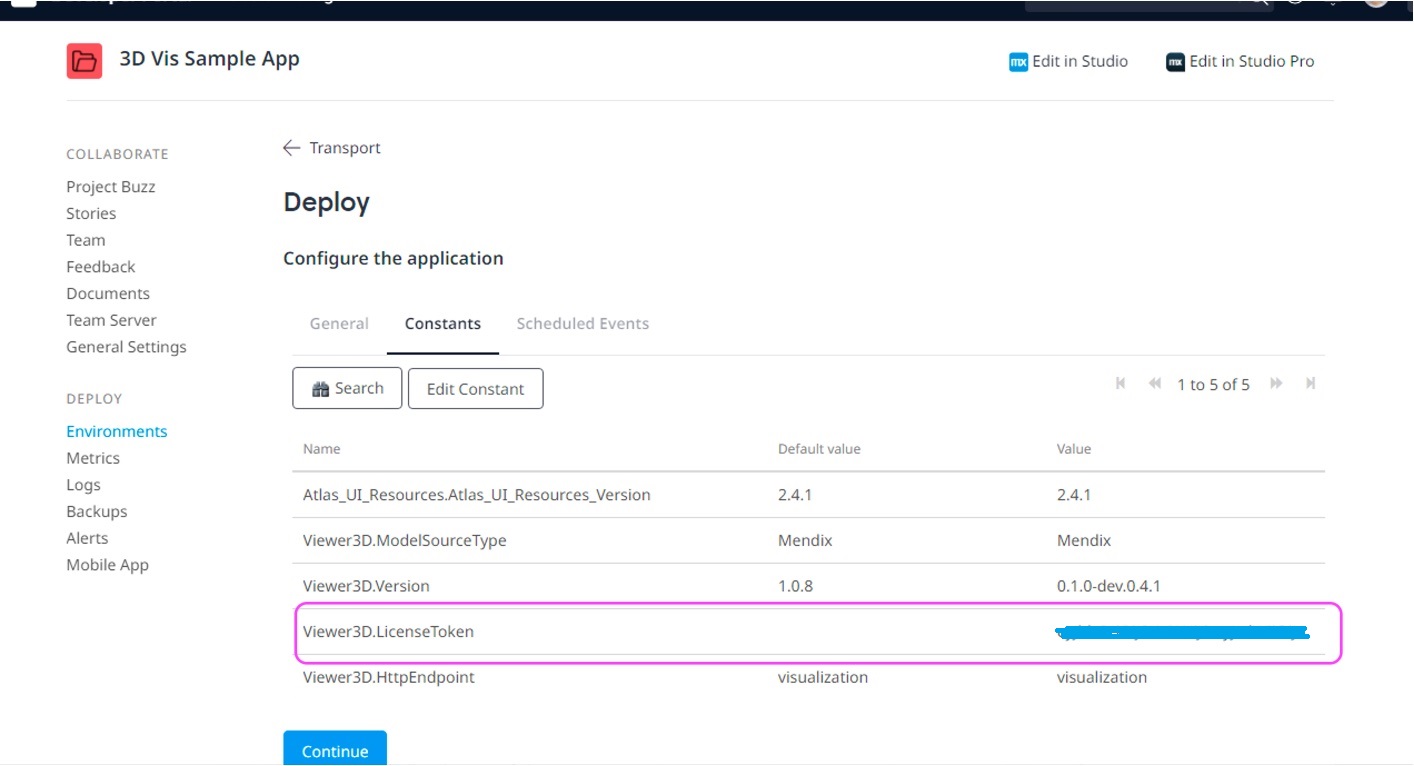 3D Vis Sample App
mx Edit in Studio
mx Edit in Studio Pro
COLLABORATE
Project Buzz
Stories
Team
Feedback
Documents
Team Server
General Settings
DEPLOY
Environments
Metrics
Logs
Backups
Alerts
Mobile App
← Transport
Deploy
Configure the application
General Constants Scheduled Events
Search Edit Constant 1 to 5 of 5
Name Default value Value
Atlas_UI_Resources.Atlas_UI_Resources_Version 2.4.1 2.4.1
Viewer3D.ModelSourceType Mendix Mendix
Viewer3D.Version 1.0.8 0.1.0-dev.0.4.1
Viewer3D.LicenseToken
Viewer3D.HttpEndpoint visualization visualization
Continue